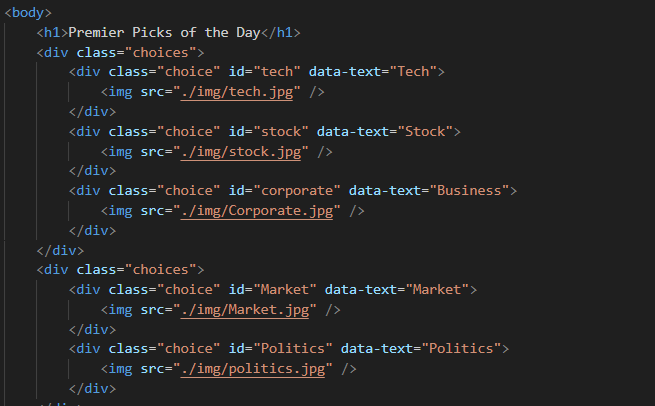 <body>
<h1>Premier Picks of the Day</h1>
<div class="choices">
<div class="choice" id="tech" data-text="Tech">
<img src="./img/tech.jpg" />
</div>
<div class="choice" id="stock" data-text="Stock">
<img src="./img/stock.jpg" />
</div>
<div class="choice" id="corporate" data-text="Business">
<img src="./img/Corporate.jpg" />
</div>
</div>
<div class="choices">
<div class="choice" id="Market" data-text="Market">
<img src="./img/Market.jpg" />
</div>
<div class="choice" id="Politics" data-text="Politics">
<img src="./img/politics.jpg" />
</div>